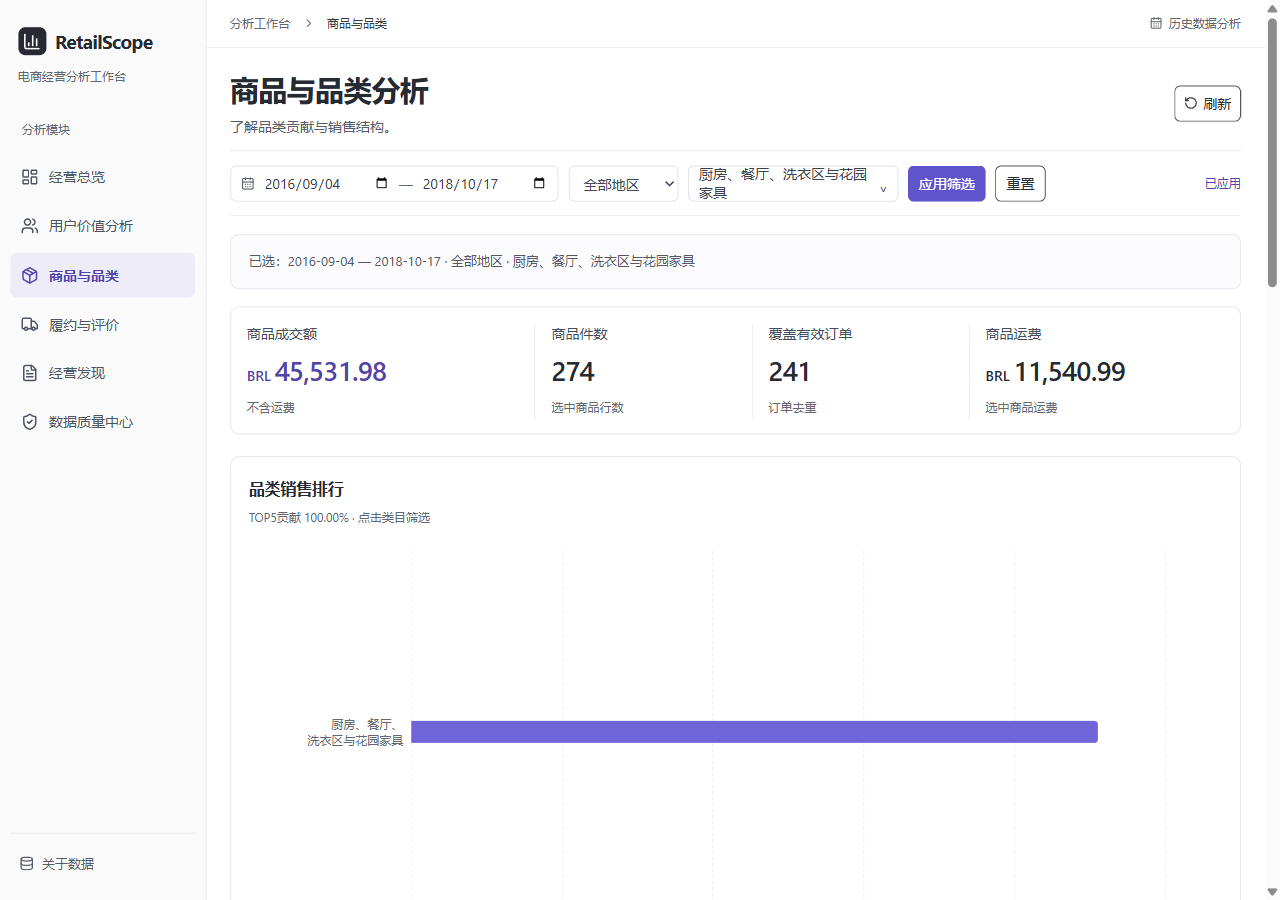 RetailScope
电商经营分析工作台
分析模块
经营总览
用户价值分析
商品与品类
履约与评价
经营发现
数据质量中心
关于数据
分析工作台 > 商品与品类
历史数据分析
商品与品类分析
了解品类贡献与销售结构。
刷新
2016/09/04 — 2018/10/17
全部地区
厨房、餐厅、洗衣区与花园
家具
应用筛选
重置
已应用
已选：2016-09-04 — 2018-10-17 · 全部地区 · 厨房、餐厅、洗衣区与花园家具
商品成交额
BRL 45,531.98
不含运费
商品件数
274
选中商品行数
覆盖有效订单
241
订单去重
商品运费
BRL 11,540.99
选中商品运费
品类销售排行
TOP5贡献 100.00% · 点击类目筛选
厨房、餐厅、
洗衣区与花园家具